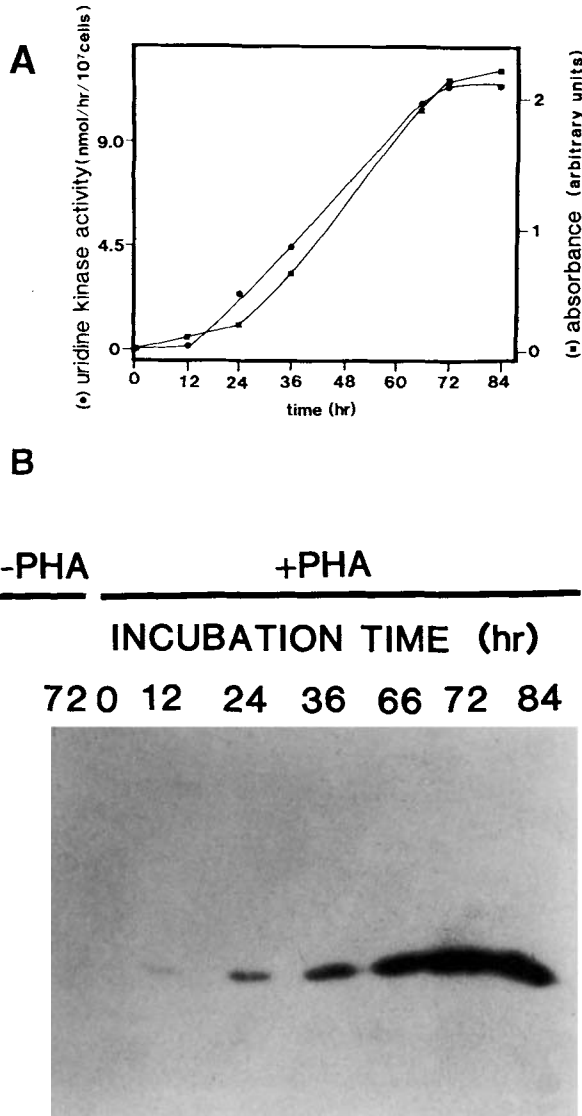 A
(●) uridine kinase activity (nmol/hr/10⁷cells)
9.0
4.5
0
2
1
0
(■) absorbance (arbitrary units)
0 12 24 36 48 60 72 84
time (hr)
B
-PHA +PHA
INCUBATION TIME (hr)
72 0 12 24 36 66 72 84